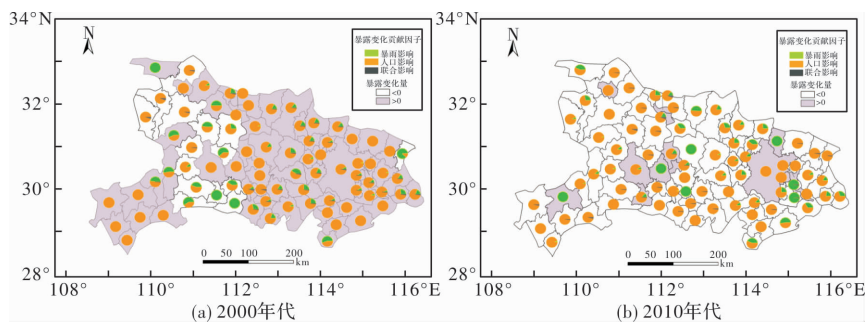 34°N
N
暴露变化贡献因子
暴雨影响
人口影响
联合影响
暴露变化量
<0
>0
32°
30°
28°
0 50 100 200
km
108° 110° 112° 114° 116°E
(a) 2000年代
34°N
N
暴露变化贡献因子
暴雨影响
人口影响
联合影响
暴露变化量
<0
>0
32°
30°
28°
0 50 100 200
km
108° 110° 112° 114° 116°E
(b) 2010年代